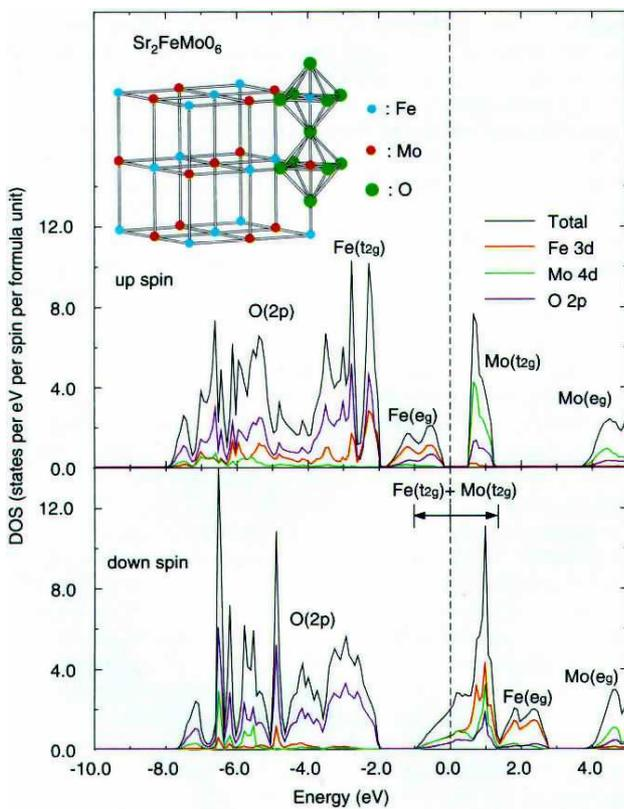 Sr₂FeMoO₆
: Fe
: Mo
: O
Total
Fe 3d
Mo 4d
O 2p
12.0
up spin
Fe(t₂g)
8.0
O(2p)
Mo(t₂g)
4.0
Fe(eg)
Mo(eg)
0.0
DOS (states per eV per spin per formula unit)
Fe(t₂g)+ Mo(t₂g)
12.0
down spin
8.0
O(2p)
4.0
Fe(eg)
Mo(eg)
0.0
-10.0 -8.0 -6.0 -4.0 -2.0 0.0 2.0 4.0
Energy (eV)